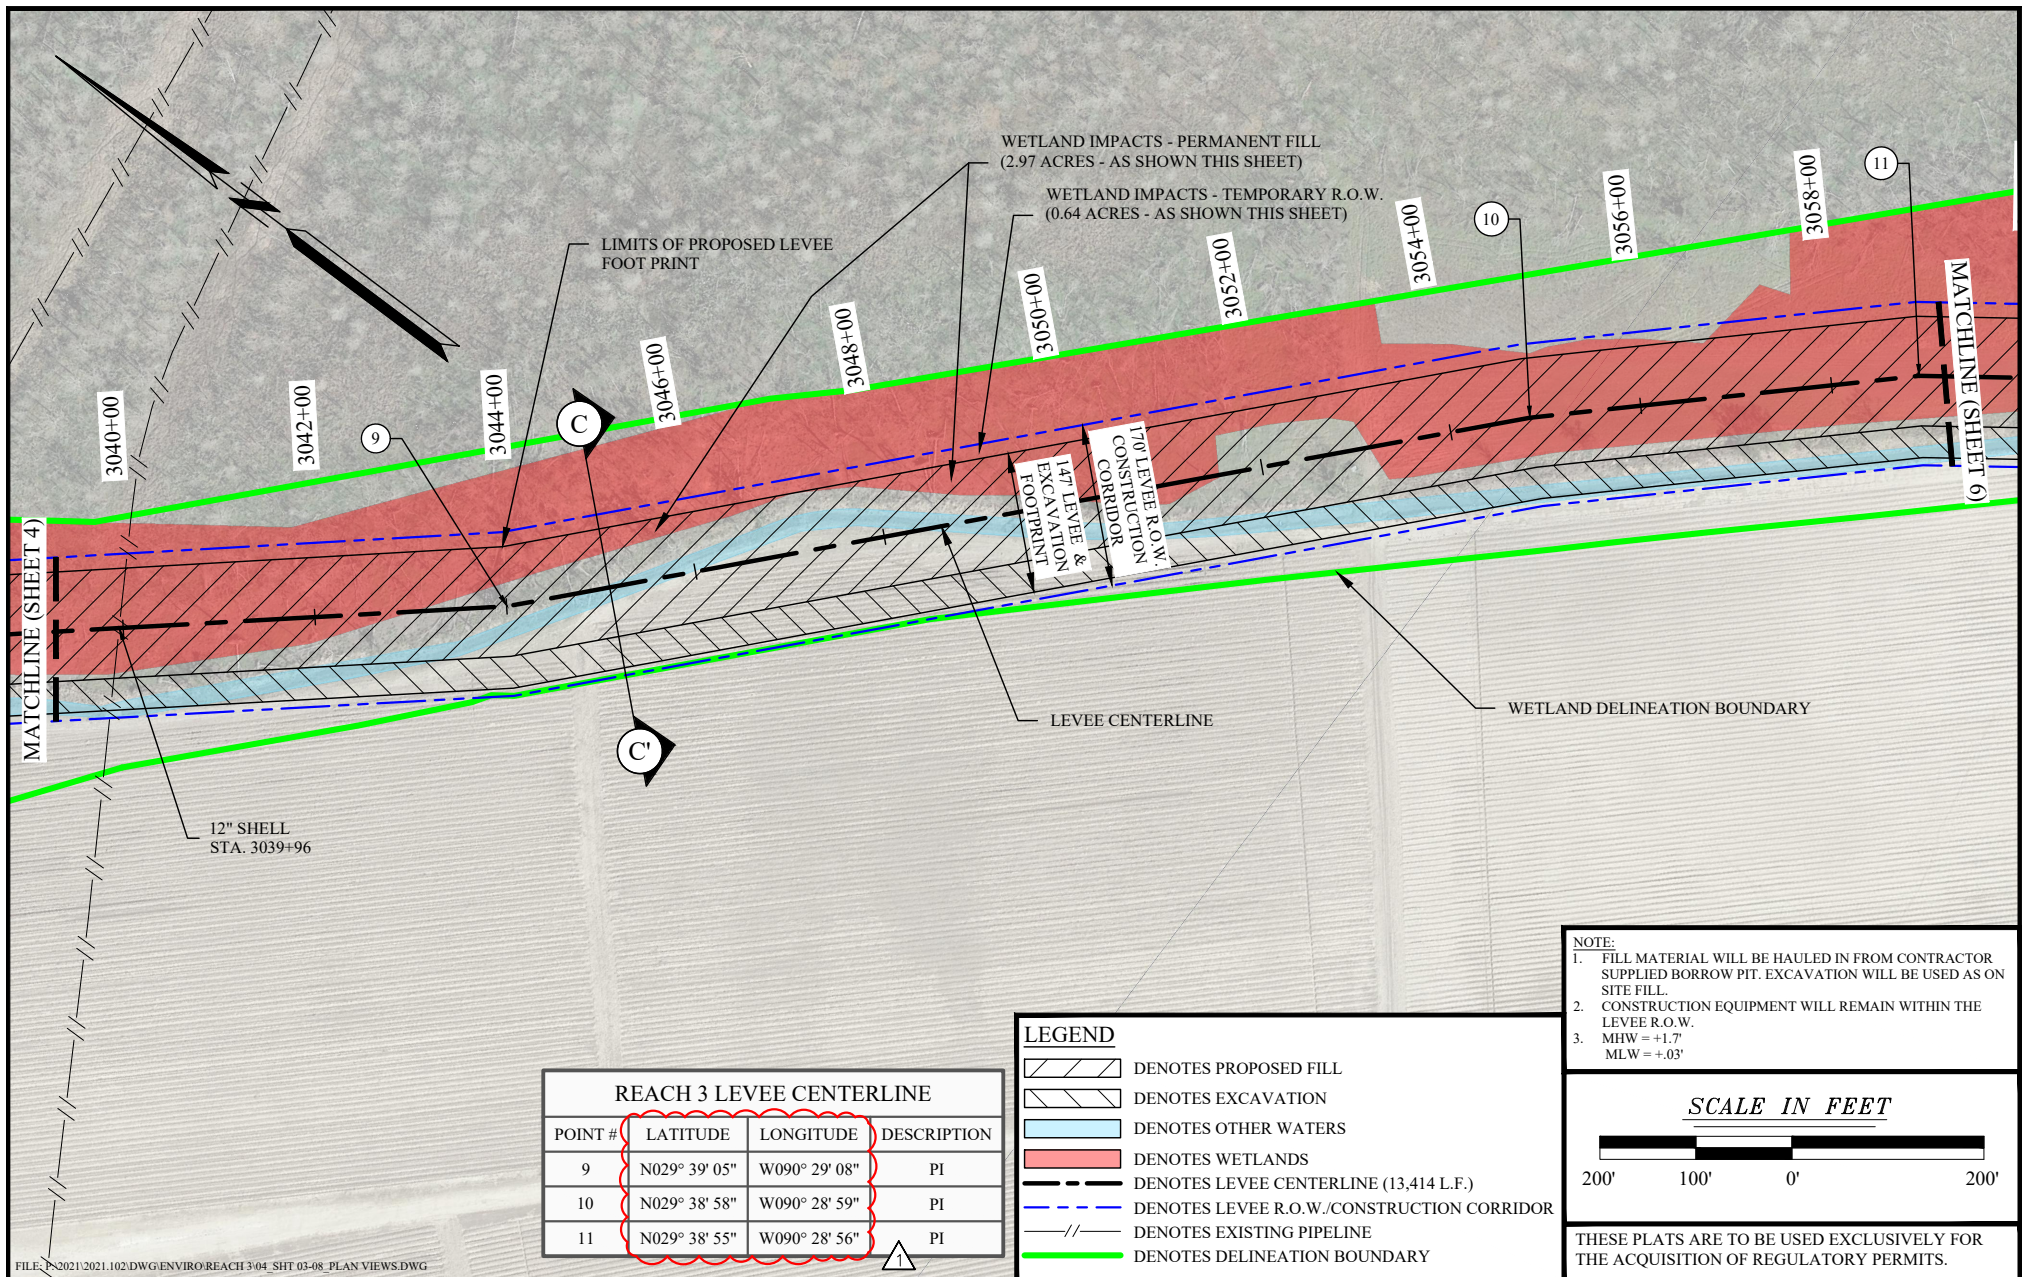 WETLAND IMPACTS - PERMANENT FILL
(2.97 ACRES - AS SHOWN THIS SHEET)
WETLAND IMPACTS - TEMPORARY R.O.W.
(0.64 ACRES - AS SHOWN THIS SHEET)
LIMITS OF PROPOSED LEVEE
FOOT PRINT
3040+00
3042+00
3044+00
3046+00
3048+00
3050+00
3052+00
3054+00
3056+00
3058+00
9
10
11
C
C'
MATCHLINE (SHEET 4)
MATCHLINE (SHEET 6)
147' LEVEE &
EXCAVATION
FOOTPRINT
170' LEVEE R.O.W.
CONSTRUCTION
CORRIDOR
LEVEE CENTERLINE
WETLAND DELINEATION BOUNDARY
12" SHELL
STA. 3039+96
REACH 3 LEVEE CENTERLINE
POINT # LATITUDE LONGITUDE DESCRIPTION
9 N029° 39' 05" W090° 29' 08" PI
10 N029° 38' 58" W090° 28' 59" PI
11 N029° 38' 55" W090° 28' 56" PI
1
LEGEND
DENOTES PROPOSED FILL
DENOTES EXCAVATION
DENOTES OTHER WATERS
DENOTES WETLANDS
DENOTES LEVEE CENTERLINE (13,414 L.F.)
DENOTES LEVEE R.O.W./CONSTRUCTION CORRIDOR
DENOTES EXISTING PIPELINE
DENOTES DELINEATION BOUNDARY
NOTE:
1. FILL MATERIAL WILL BE HAULED IN FROM CONTRACTOR
SUPPLIED BORROW PIT. EXCAVATION WILL BE USED AS ON
SITE FILL.
2. CONSTRUCTION EQUIPMENT WILL REMAIN WITHIN THE
LEVEE R.O.W.
3. MHW = +1.7'
MLW = +.03'
SCALE IN FEET
200' 100' 0' 200'
THESE PLATS ARE TO BE USED EXCLUSIVELY FOR
THE ACQUISITION OF REGULATORY PERMITS.
FILE: P:\2021\2021.102\DWG\ENVIRO\REACH 3\04_SHT 03-08_PLAN VIEWS.DWG